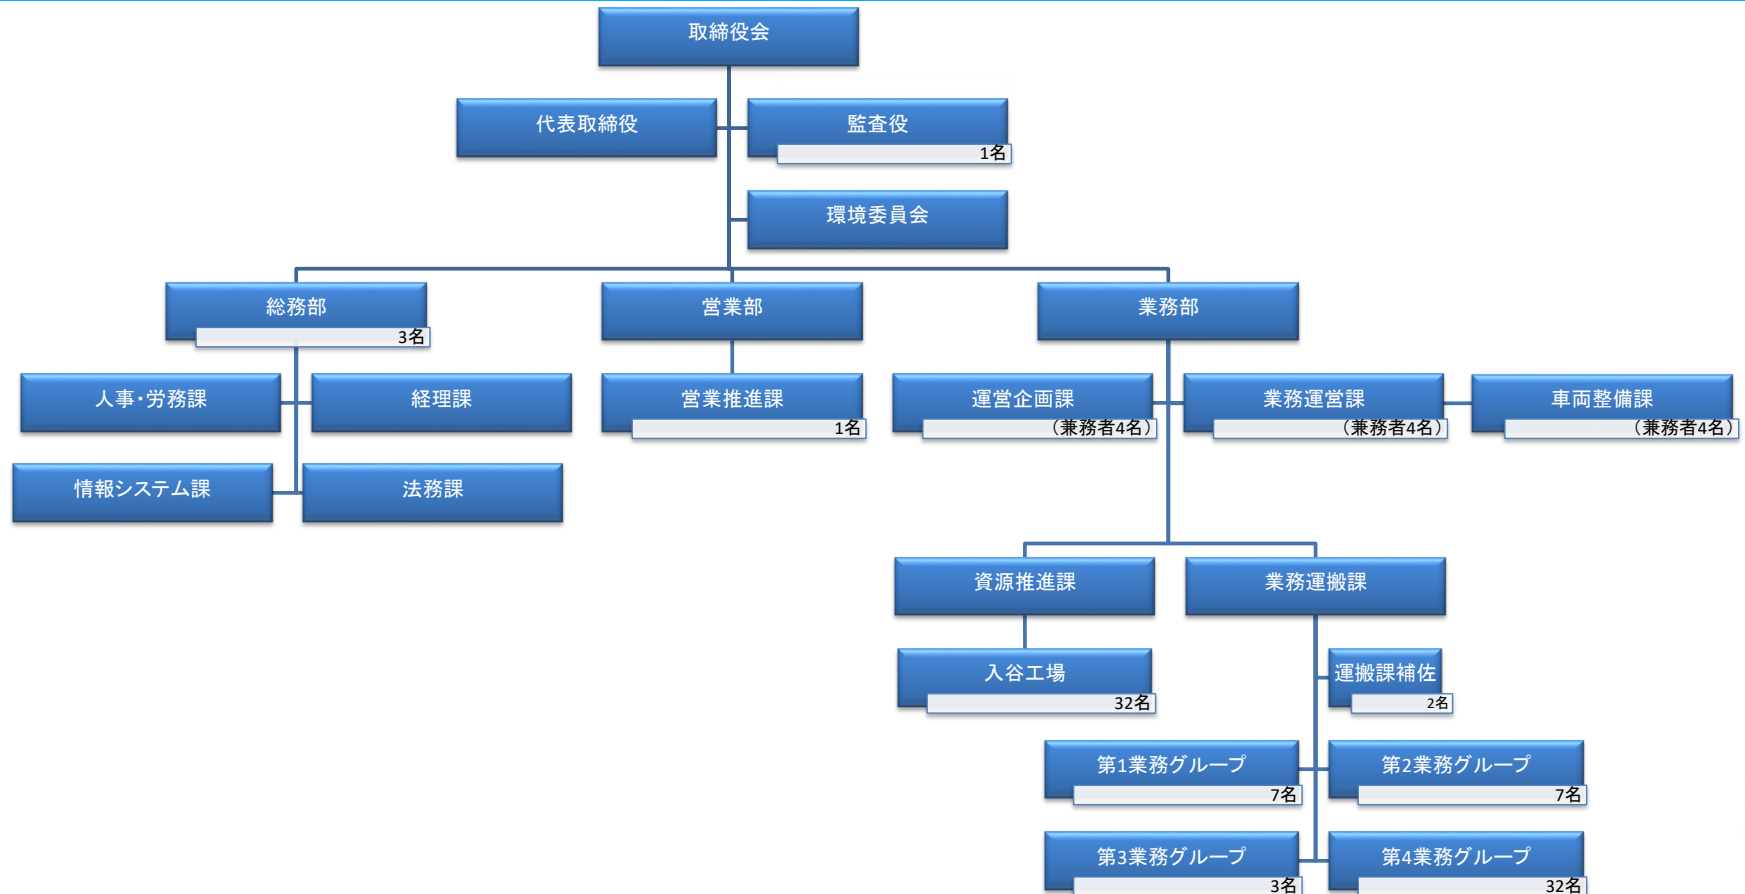 取締役会
代表取締役
監査役
1名
環境委員会
総務部
3名
営業部
業務部
人事・労務課
経理課
営業推進課
1名
運営企画課
（兼務者4名）
業務運営課
（兼務者4名）
車両整備課
（兼務者4名）
情報システム課
法務課
資源推進課
業務運搬課
入谷工場
32名
運搬課補佐
2名
第1業務グループ
7名
第2業務グループ
7名
第3業務グループ
3名
第4業務グループ
32名